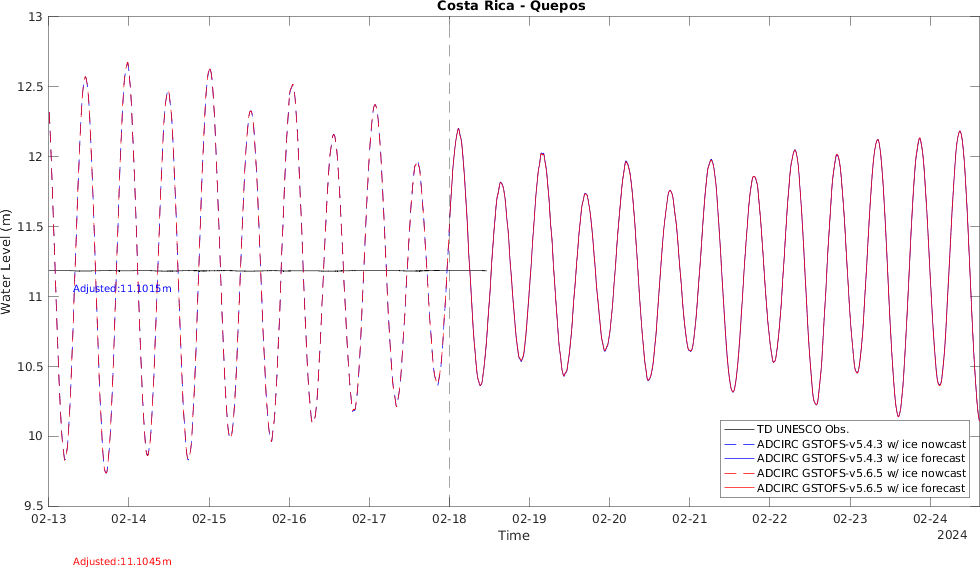 Costa Rica - Quepos
13
12.5
12
11.5
11
10.5
10
9.5
Water Level (m)
Adjusted:11.1015m
TD UNESCO Obs.
ADCIRC GSTOFS-v5.4.3 w/ ice nowcast
ADCIRC GSTOFS-v5.4.3 w/ ice forecast
ADCIRC GSTOFS-v5.6.5 w/ ice nowcast
ADCIRC GSTOFS-v5.6.5 w/ ice forecast
02-13 02-14 02-15 02-16 02-17 02-18 02-19 02-20 02-21 02-22 02-23 02-24
Time
2024
Adjusted:11.1045m